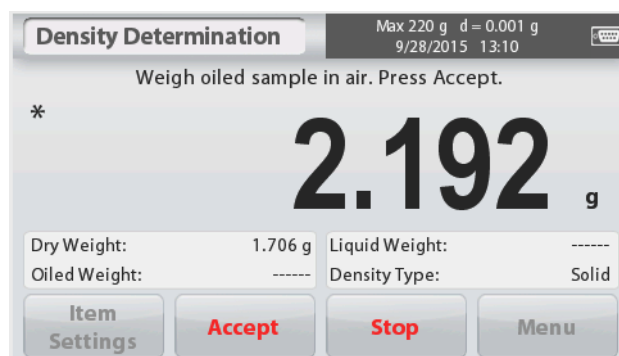 Density Determination
Max 220 g d = 0.001 g
9/28/2015 13:10
Weigh oiled sample in air. Press Accept.
*
2.192 g
Dry Weight: 1.706 g Liquid Weight: ------
Oiled Weight: ------ Density Type: Solid
Item Settings Accept Stop Menu